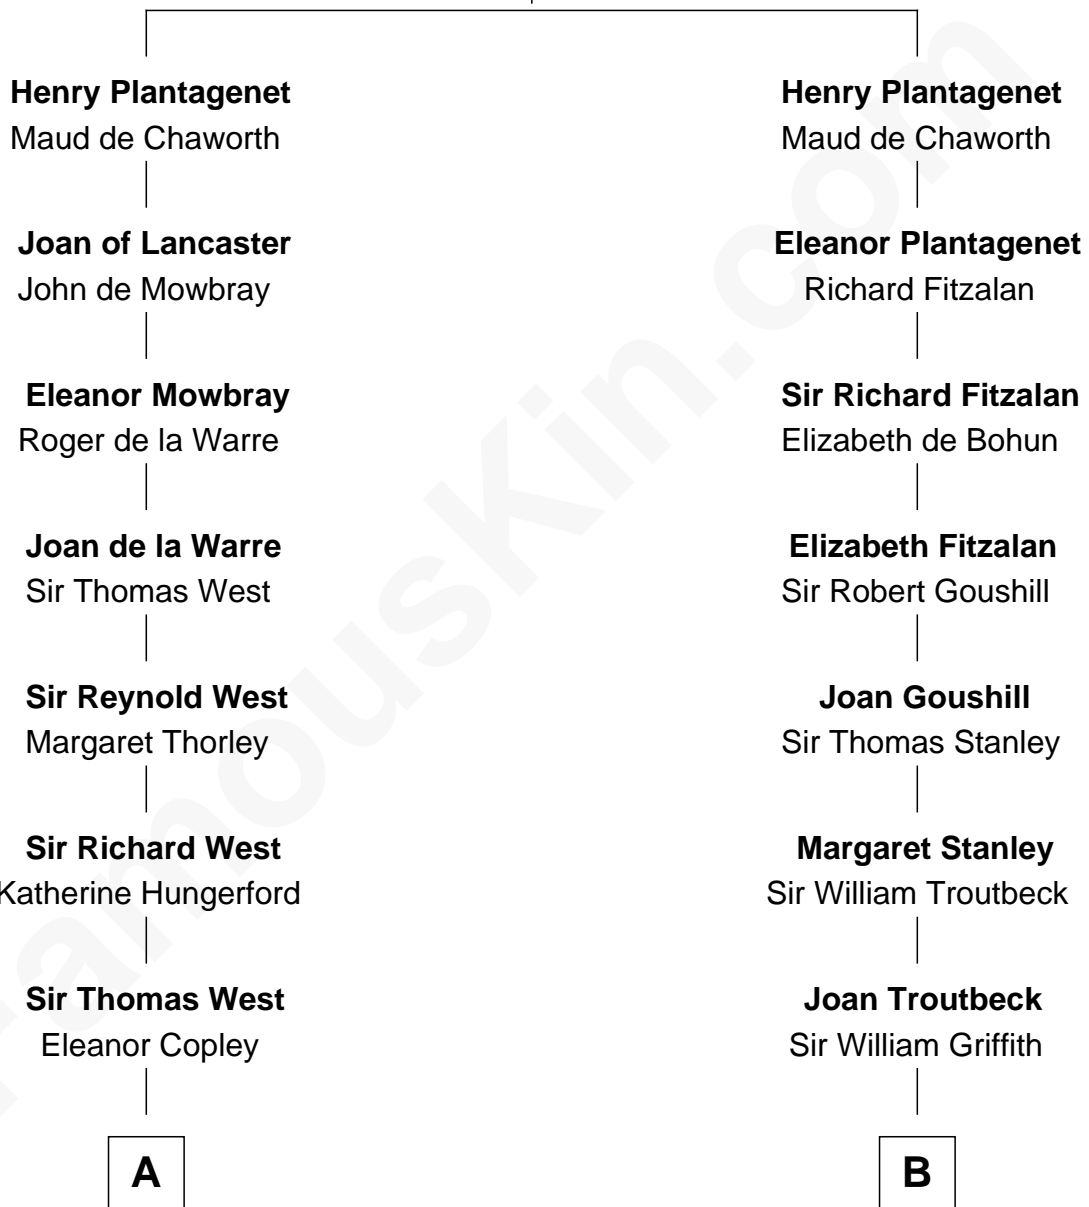 Henry Plantagenet
Maud de Chaworth
Joan of Lancaster
John de Mowbray
Eleanor Mowbray
Roger de la Warre
Joan de la Warre
Sir Thomas West
Sir Reynold West
Margaret Thorley
Sir Richard West
Katherine Hungerford
Sir Thomas West
Eleanor Copley
A
Henry Plantagenet
Maud de Chaworth
Eleanor Plantagenet
Richard Fitzalan
Sir Richard Fitzalan
Elizabeth de Bohun
Elizabeth Fitzalan
Sir Robert Goushill
Joan Goushill
Sir Thomas Stanley
Margaret Stanley
Sir William Troutbeck
Joan Troutbeck
Sir William Griffith
B
FamousKin.com